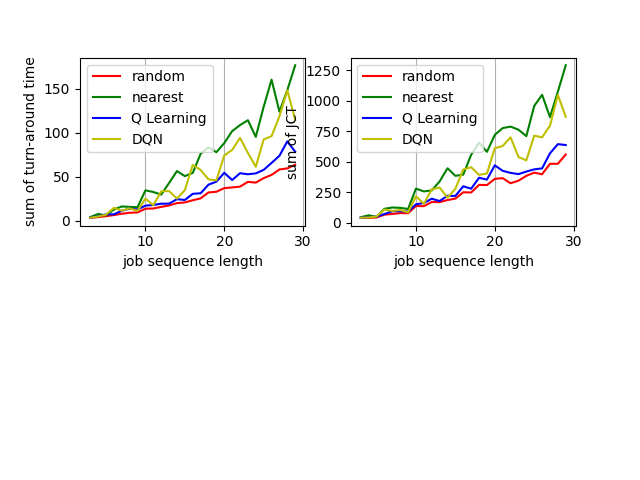 sum of turn-around time
150
100
50
0
random
nearest
Q Learning
DQN
10
20
30
job sequence length
sum of JCT
1250
1000
750
500
250
0
random
nearest
Q Learning
DQN
10
20
30
job sequence length